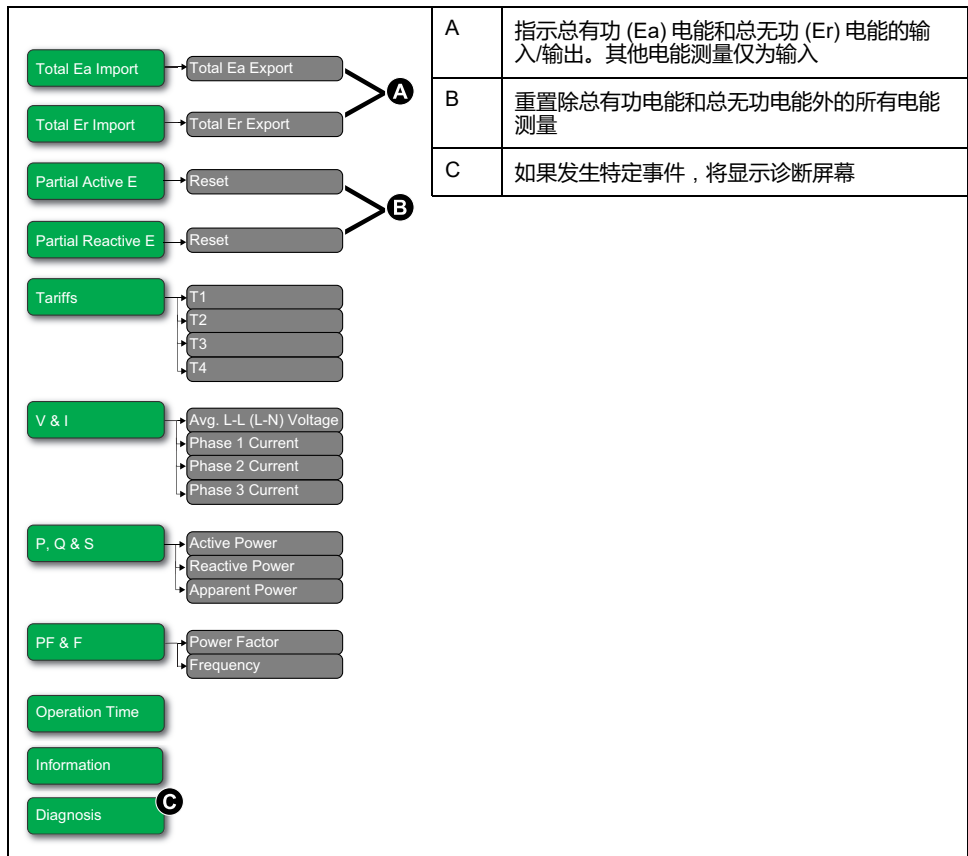 Total Ea Import
Total Ea Export
A
Total Er Import
Total Er Export
Partial Active E
Reset
B
Partial Reactive E
Reset
Tariffs
T1
T2
T3
T4
V & I
Avg. L-L (L-N) Voltage
Phase 1 Current
Phase 2 Current
Phase 3 Current
P, Q & S
Active Power
Reactive Power
Apparent Power
PF & F
Power Factor
Frequency
Operation Time
Information
Diagnosis
C
A
指示总有功 (Ea) 电能和总无功 (Er) 电能的输
入/输出。其他电能测量仅为输入
B
重置除总有功电能和总无功电能外的所有电能
测量
C
如果发生特定事件，将显示诊断屏幕